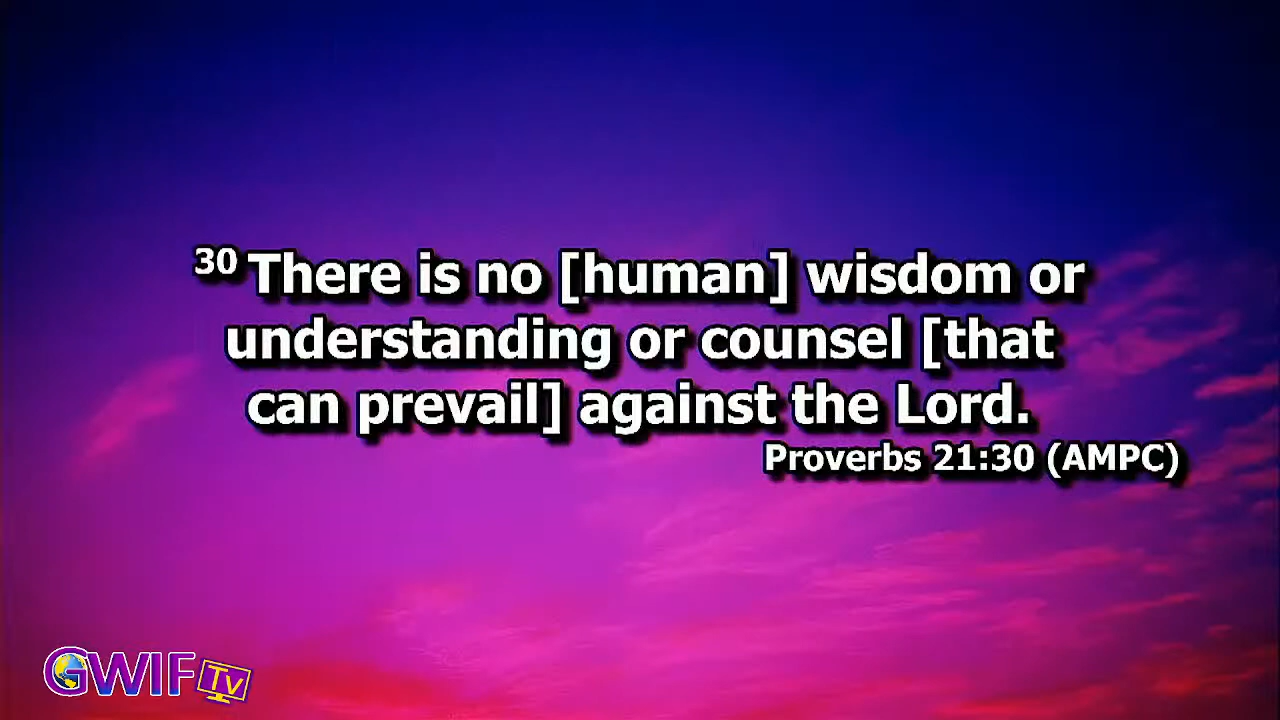 30 There is no [human] wisdom or
understanding or counsel [that
can prevail] against the Lord.
Proverbs 21:30 (AMPC)
GWIF TV